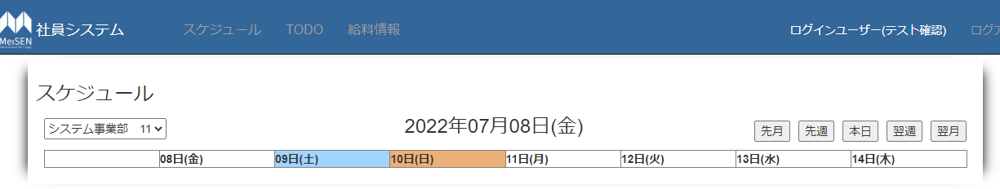 MeiSEN 社員システム スケジュール TODO 給料情報 ログインユーザー(テスト確認) ログア
スケジュール
システム事業部 11 2022年07月08日(金) 先月 先週 本日 翌週 翌月
08日(金) 09日(土) 10日(日) 11日(月) 12日(火) 13日(水) 14日(木)